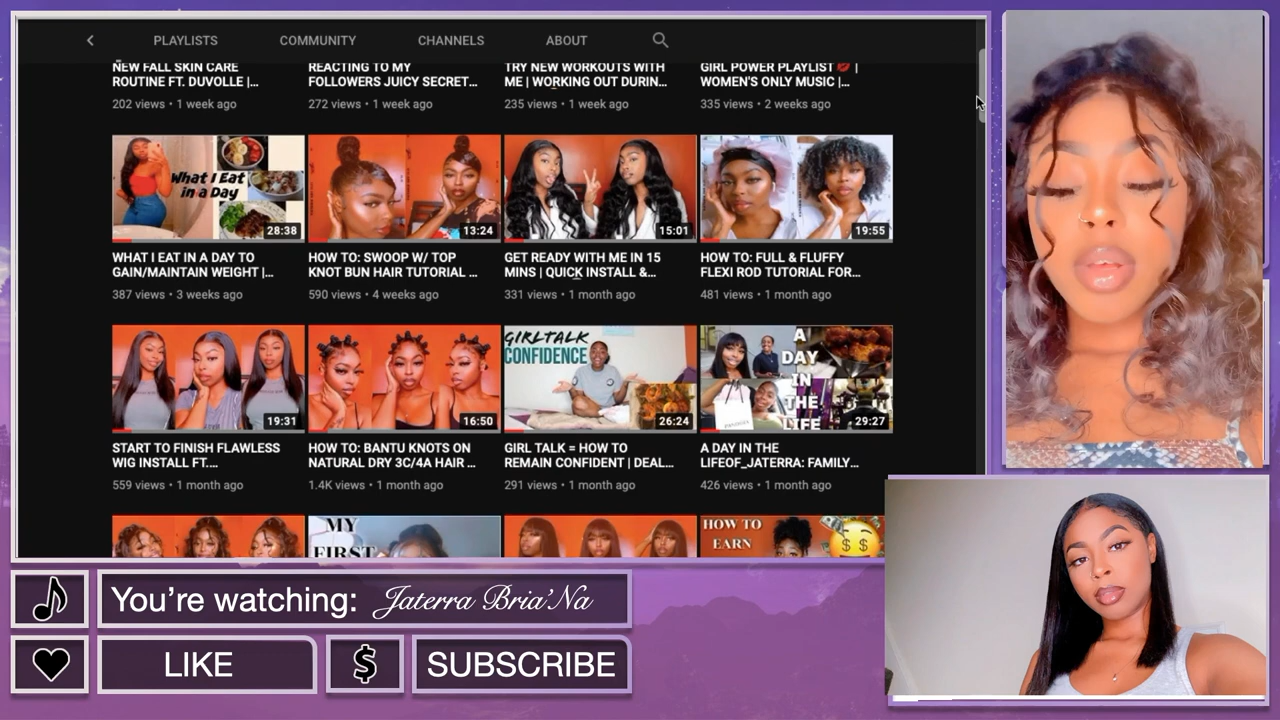 PLAYLISTS COMMUNITY CHANNELS ABOUT
NEW FALL SKIN CARE
ROUTINE FT. DUVOLLE |...
202 views • 1 week ago
REACTING TO MY
FOLLOWERS JUICY SECRET...
272 views • 1 week ago
TRY NEW WORKOUTS WITH
ME | WORKING OUT DURIN...
235 views • 1 week ago
GIRL POWER PLAYLIST 💋 |
WOMEN'S ONLY MUSIC |...
335 views • 2 weeks ago
What I Eat
in a Day
28:38
WHAT I EAT IN A DAY TO
GAIN/MAINTAIN WEIGHT |...
387 views • 3 weeks ago
13:24
HOW TO: SWOOP W/ TOP
KNOT BUN HAIR TUTORIAL ...
590 views • 4 weeks ago
15:01
GET READY WITH ME IN 15
MINS | QUICK INSTALL &...
331 views • 1 month ago
19:55
HOW TO: FULL & FLUFFY
FLEXI ROD TUTORIAL FOR...
481 views • 1 month ago
19:31
START TO FINISH FLAWLESS
WIG INSTALL FT....
559 views • 1 month ago
16:50
HOW TO: BANTU KNOTS ON
NATURAL DRY 3C/4A HAIR ...
1.4K views • 1 month ago
GIRLTALK
CONFIDENCE
26:24
GIRL TALK = HOW TO
REMAIN CONFIDENT | DEAL...
291 views • 1 month ago
A
DAY
IN
THE
LIFE
29:27
A DAY IN THE
LIFEOF_JATERRA: FAMILY...
426 views • 1 month ago
MY
FIRST
HOW TO
EARN
You're watching: Jaterra Bria'Na
LIKE
$
SUBSCRIBE